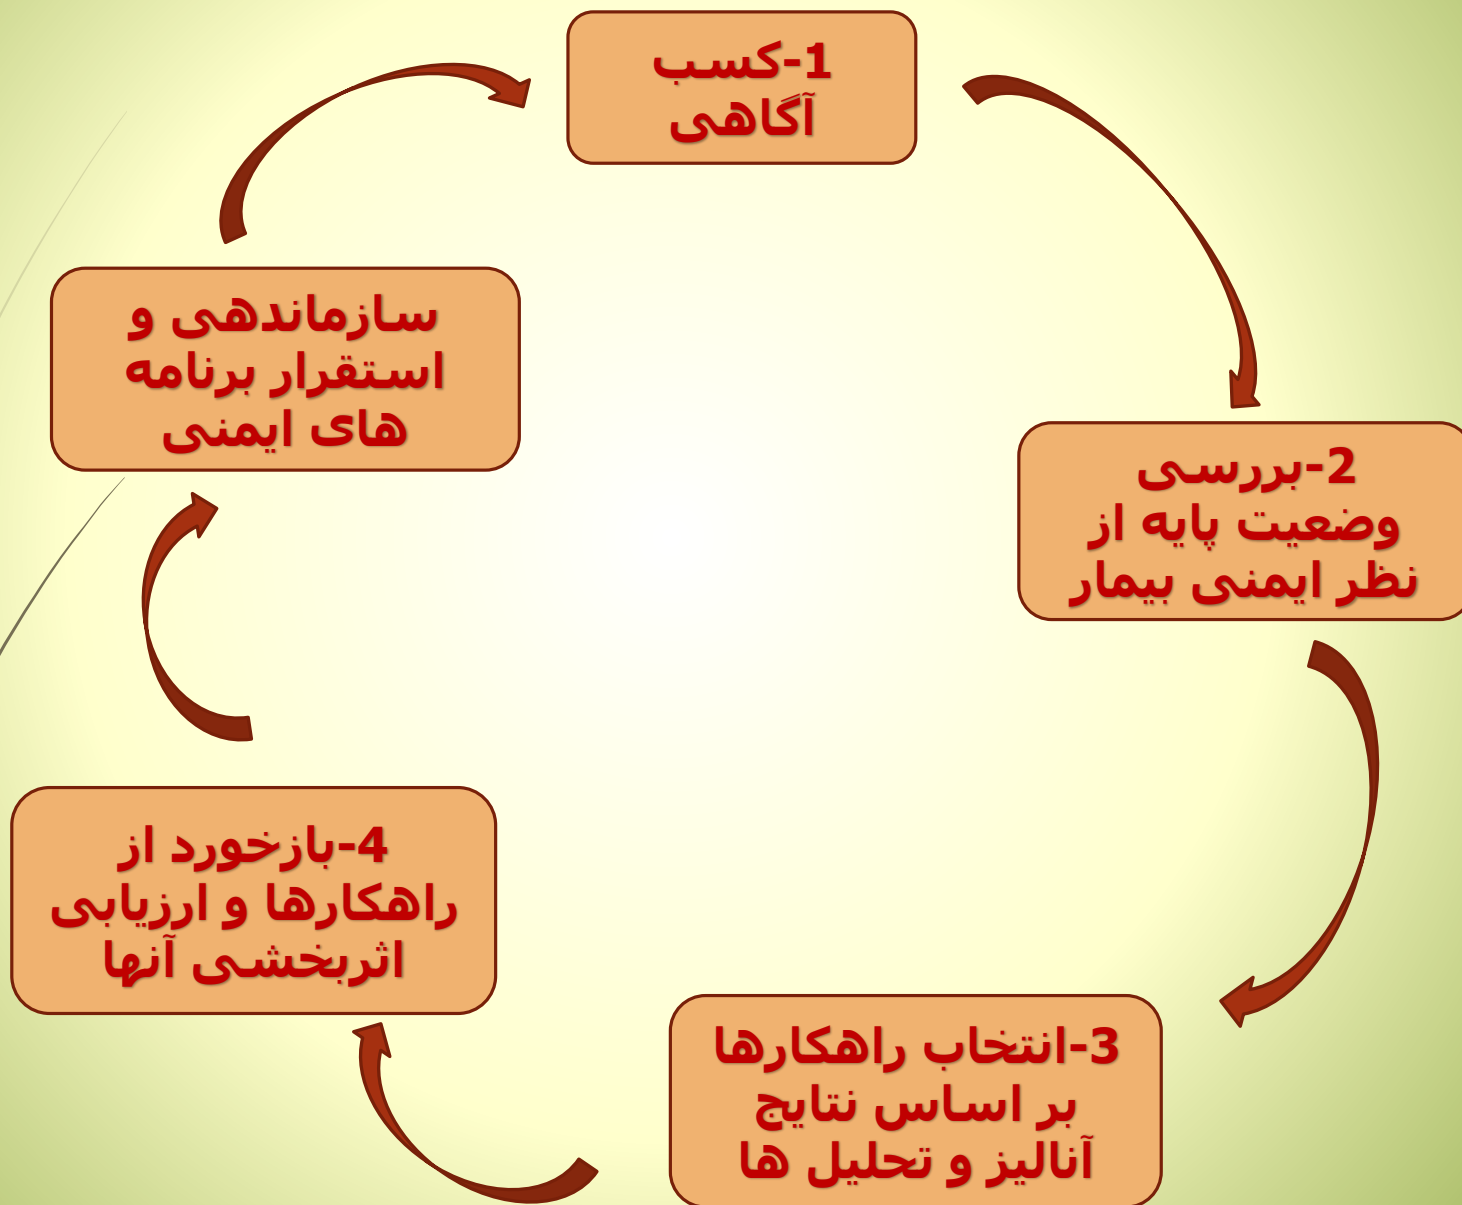 1-کسب
آگاهی
2-بررسی
وضعیت پایه از
نظر ایمنی بیمار
3-انتخاب راهکارها
بر اساس نتایج
آنالیز و تحلیل ها
4-بازخورد از
راهکارها و ارزیابی
اثربخشی آنها
سازماندهی و
استقرار برنامه
های ایمنی